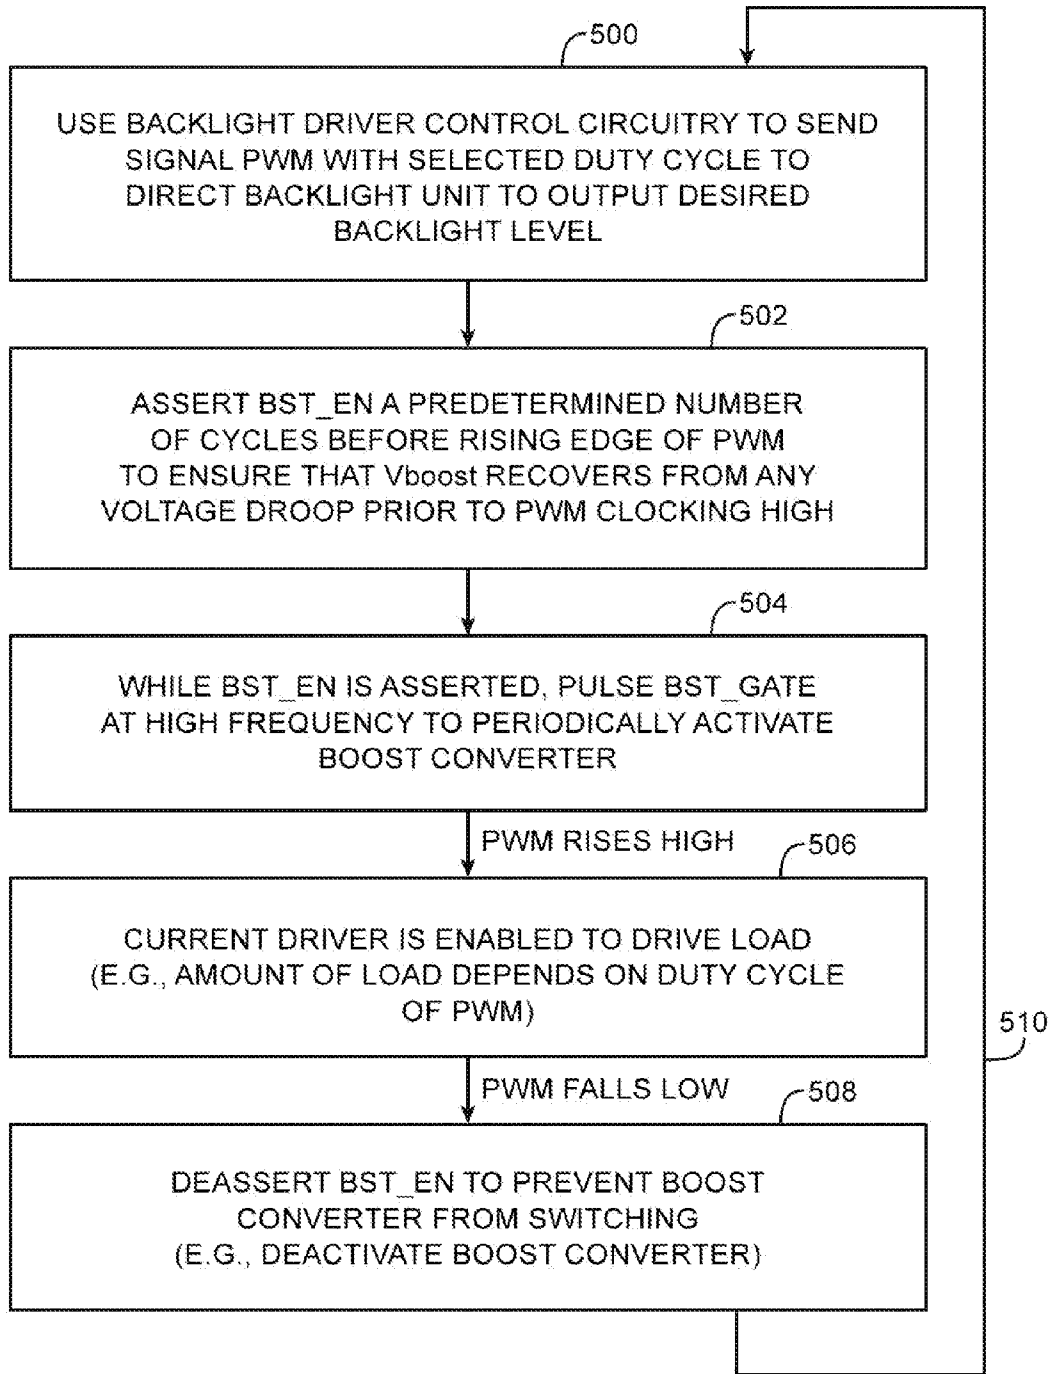 500
USE BACKLIGHT DRIVER CONTROL CIRCUITRY TO SEND
SIGNAL PWM WITH SELECTED DUTY CYCLE TO
DIRECT BACKLIGHT UNIT TO OUTPUT DESIRED
BACKLIGHT LEVEL
502
ASSERT BST_EN A PREDETERMINED NUMBER
OF CYCLES BEFORE RISING EDGE OF PWM
TO ENSURE THAT Vboost RECOVERS FROM ANY
VOLTAGE DROOP PRIOR TO PWM CLOCKING HIGH
504
WHILE BST_EN IS ASSERTED, PULSE BST_GATE
AT HIGH FREQUENCY TO PERIODICALLY ACTIVATE
BOOST CONVERTER
PWM RISES HIGH
506
CURRENT DRIVER IS ENABLED TO DRIVE LOAD
(E.G., AMOUNT OF LOAD DEPENDS ON DUTY CYCLE
OF PWM)
510
PWM FALLS LOW
508
DEASSERT BST_EN TO PREVENT BOOST
CONVERTER FROM SWITCHING
(E.G., DEACTIVATE BOOST CONVERTER)